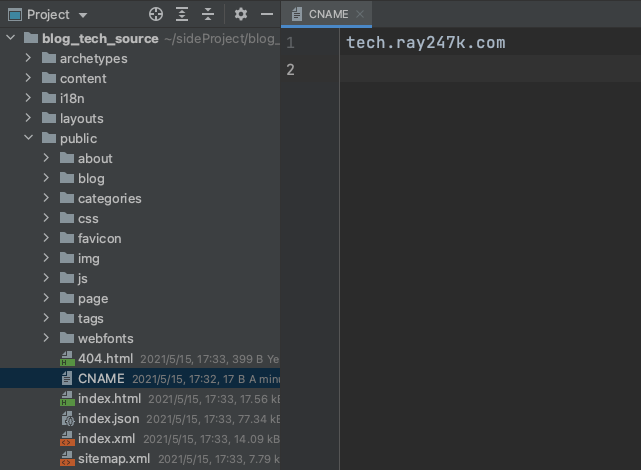 Project
CNAME
blog_tech_source ~/sideProject/blog_
1 tech.ray247k.com
2
archetypes
content
i18n
layouts
public
about
blog
categories
css
favicon
img
js
page
tags
webfonts
404.html 2021/5/15, 17:33, 399 B Ye
CNAME 2021/5/15, 17:32, 17 B A minu
index.html 2021/5/15, 17:33, 17.56 kB
index.json 2021/5/15, 17:33, 77.34 kB
index.xml 2021/5/15, 17:33, 14.09 kB
sitemap.xml 2021/5/15, 17:33, 7.79 k